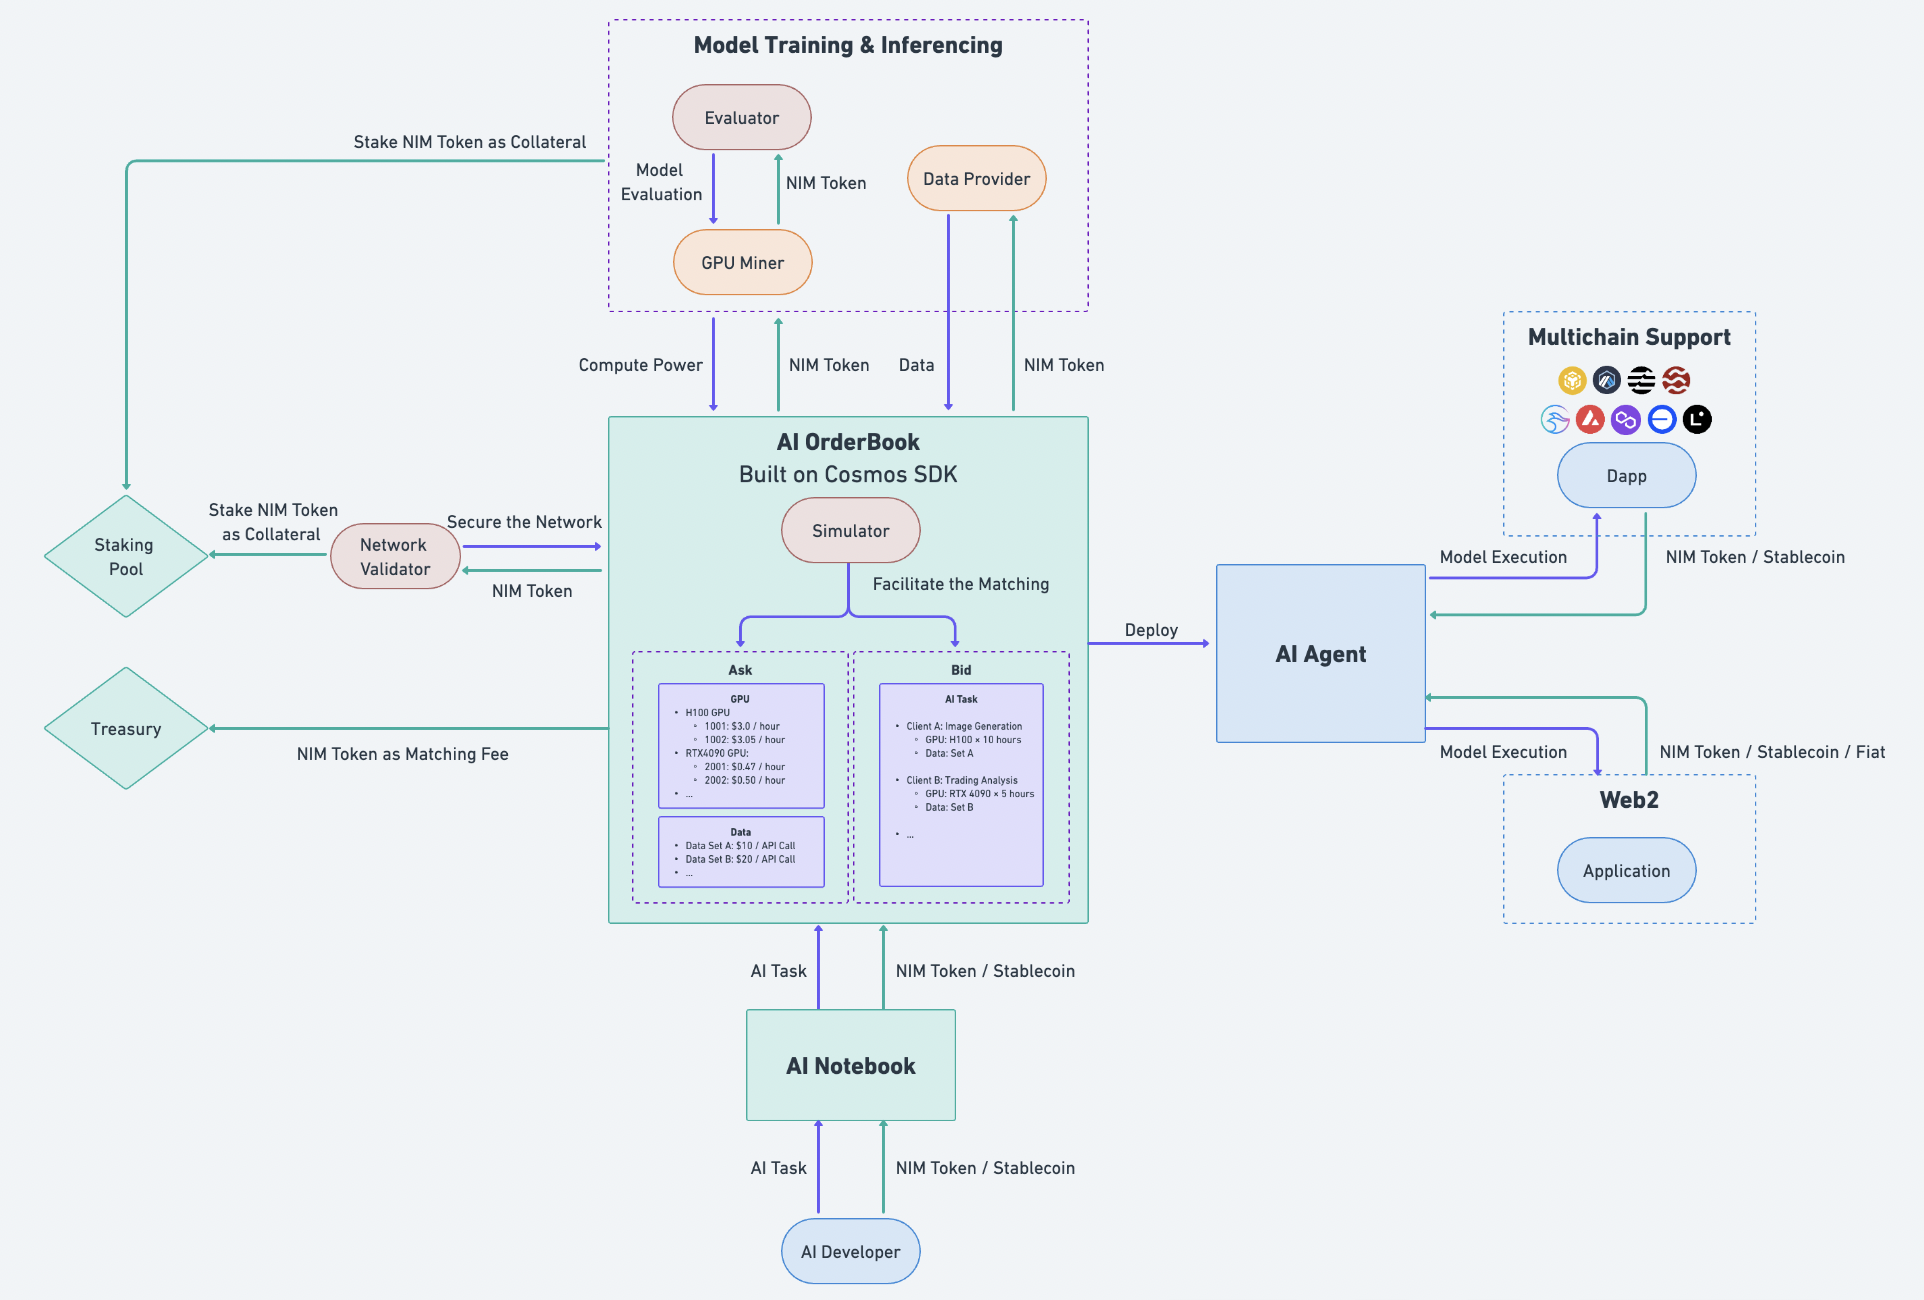 Model Training & Inferencing
Evaluator
Stake NIM Token as Collateral
Model
Evaluation
NIM Token
Data Provider
GPU Miner
Compute Power
NIM Token
Data
NIM Token
Multichain Support
Dapp
AI OrderBook
Built on Cosmos SDK
Simulator
Facilitate the Matching
Staking
Pool
Stake NIM Token
as Collateral
Network
Validator
Secure the Network
NIM Token
Treasury
NIM Token as Matching Fee
Ask
GPU
• H100 GPU
◦ 1001: $3.0 / hour
◦ 1002: $3.05 / hour
• RTX4090 GPU:
◦ 2001: $0.47 / hour
◦ 2002: $0.50 / hour
• ...
Data
• Data Set A: $10 / API Call
• Data Set B: $20 / API Call
• ...
Bid
AI Task
• Client A: Image Generation
◦ GPU: H100 × 10 hours
◦ Data: Set A
• Client B: Trading Analysis
◦ GPU: RTX 4090 × 5 hours
◦ Data: Set B
• ...
Deploy
AI Agent
Model Execution
NIM Token / Stablecoin
Model Execution
NIM Token / Stablecoin / Fiat
Web2
Application
AI Task
NIM Token / Stablecoin
AI Notebook
AI Task
NIM Token / Stablecoin
AI Developer